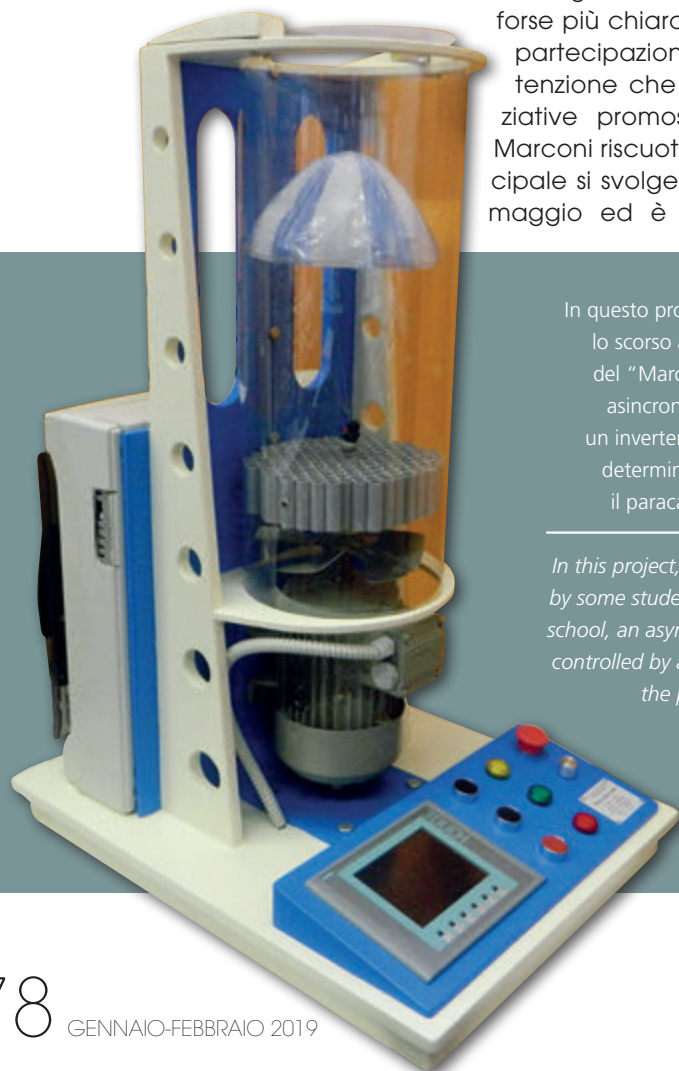 forse più chiaro
partecipazion
tenzione che
ziative promos
Marconi riscuot
cipale si svolge
maggio ed è
In questo pro
lo scorso a
del “Marc
asincron
un inverter
determin
il paraca
In this project,
by some stude
school, an asyn
controlled by a
the p
78 GENNAIO-FEBBRAIO 2019